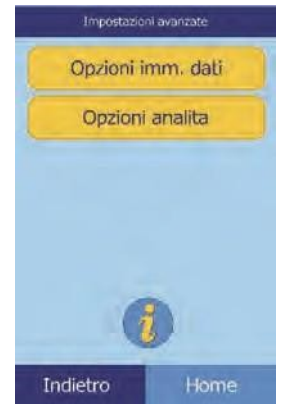 Impostazioni avanzate
Opzioni imm. dati
Opzioni analita
i
Indietro Home